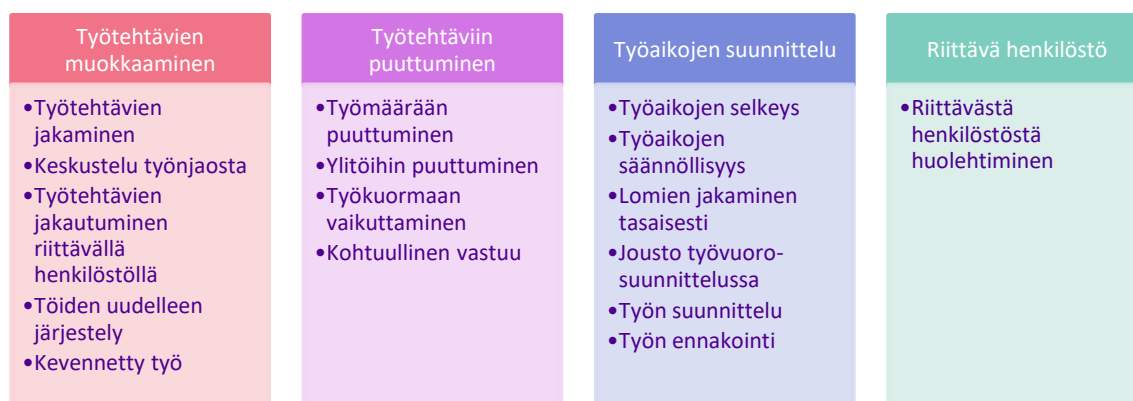 Työtehtävien
muokkaaminen
•Työtehtävien
jakaminen
•Keskustelu työnjaosta
•Työtehtävien
jakautuminen
riittävällä
henkilöstöllä
•Töiden uudelleen
järjestely
•Kevennetty työ
Työtehtäviin
puuttuminen
•Työmäärään
puuttuminen
•Ylitöihin puuttuminen
•Työkuormaan
vaikuttaminen
•Kohtuullinen vastuu
Työaikojen suunnittelu
•Työaikojen selkeys
•Työaikojen
säännöllisyys
•Lomien jakaminen
tasaisesti
•Jousto työvuoro-
suunnittelussa
•Työn suunnittelu
•Työn ennakointi
Riittävä henkilöstö
•Riittävästä
henkilöstöstä
huolehtiminen